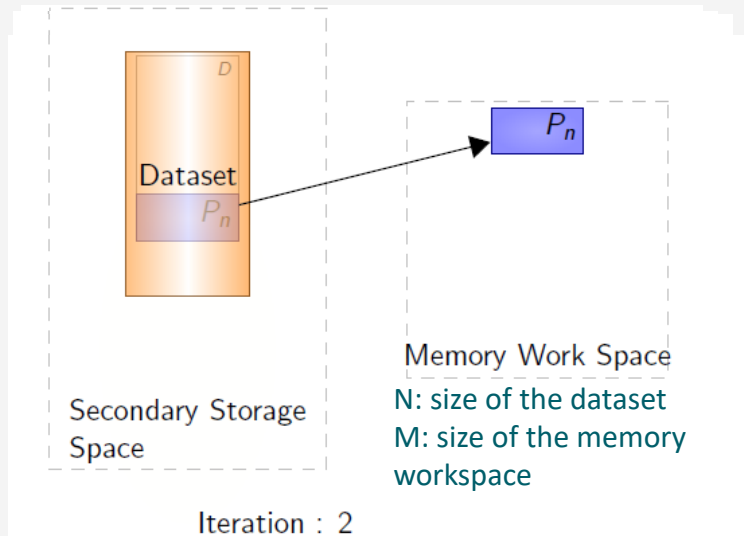 D
Dataset
Pn
Pn
Memory Work Space
Secondary Storage
Space
N: size of the dataset
M: size of the memory
workspace
Iteration : 2